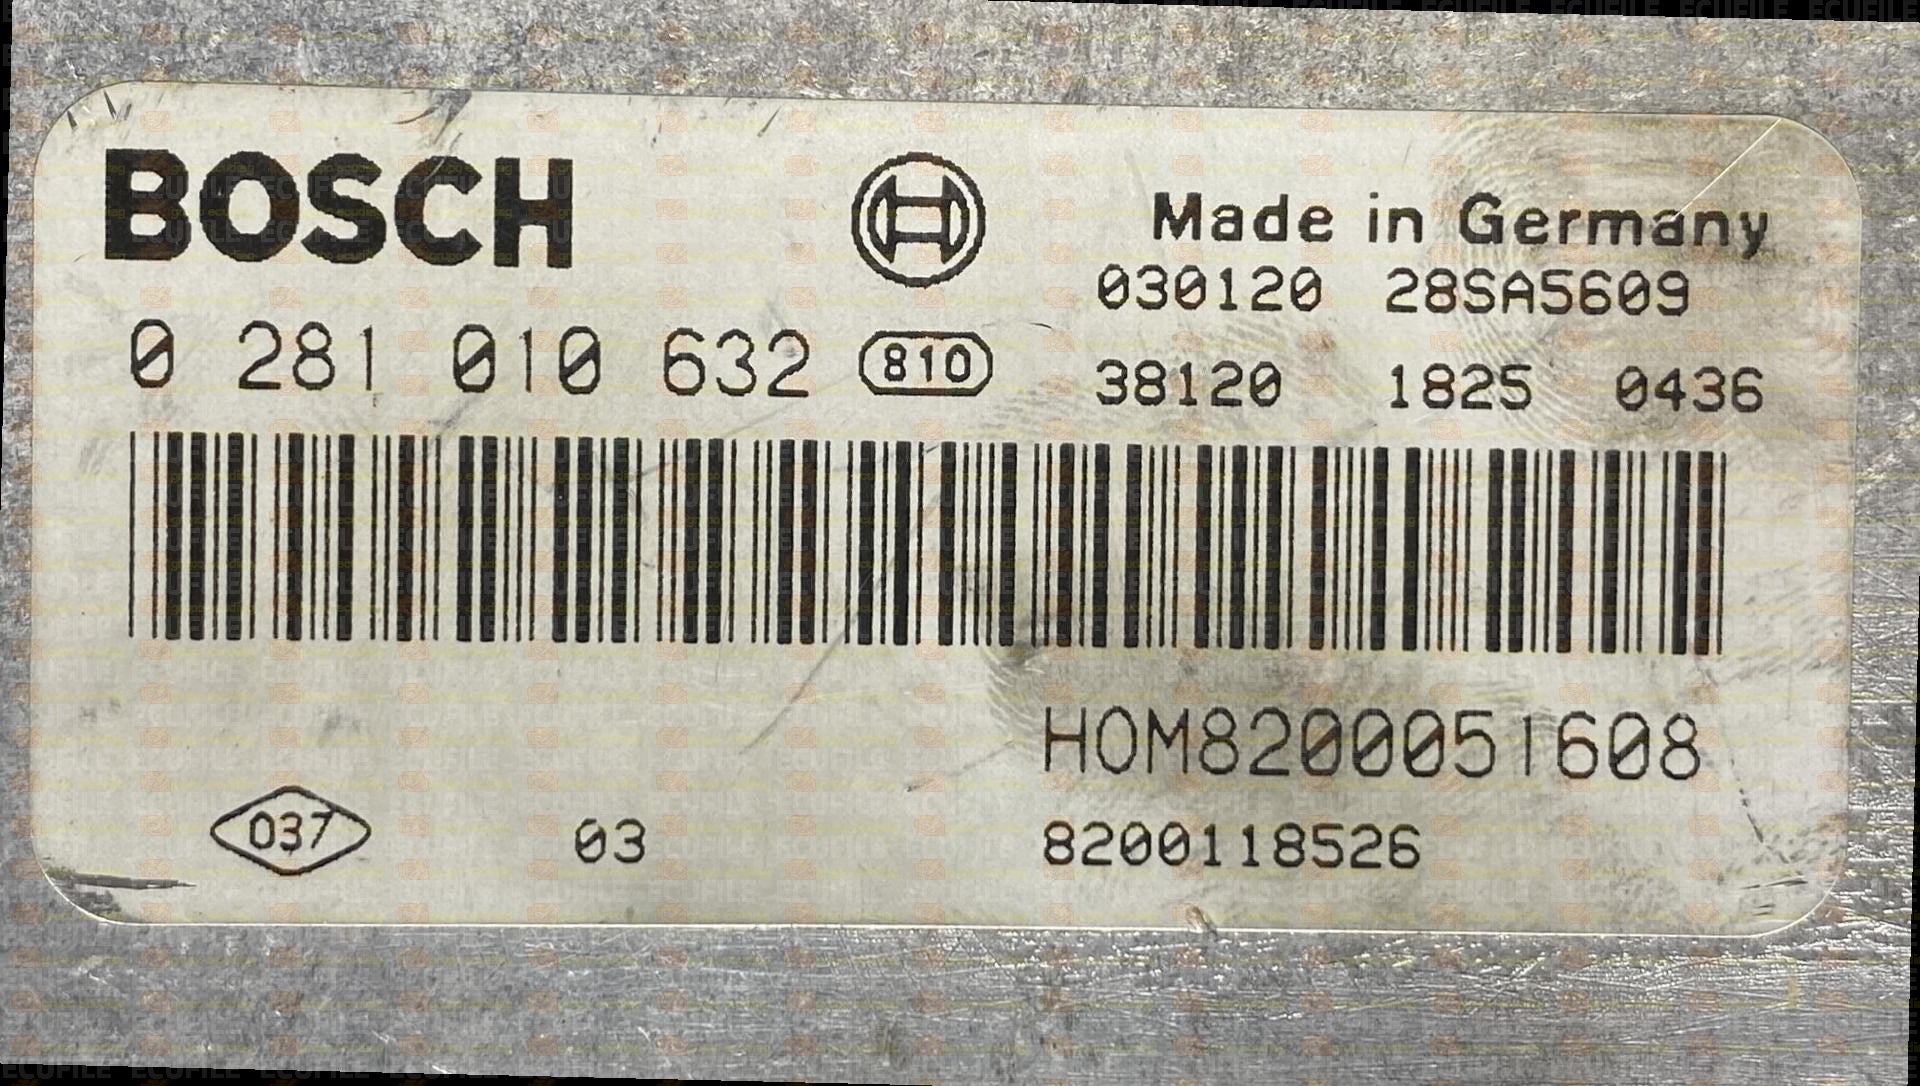 BOSCH
Made in Germany
030120 28SA5609
0 281 010 632 810
38120 1825 0436
HOM8200051608
037 03 8200118526